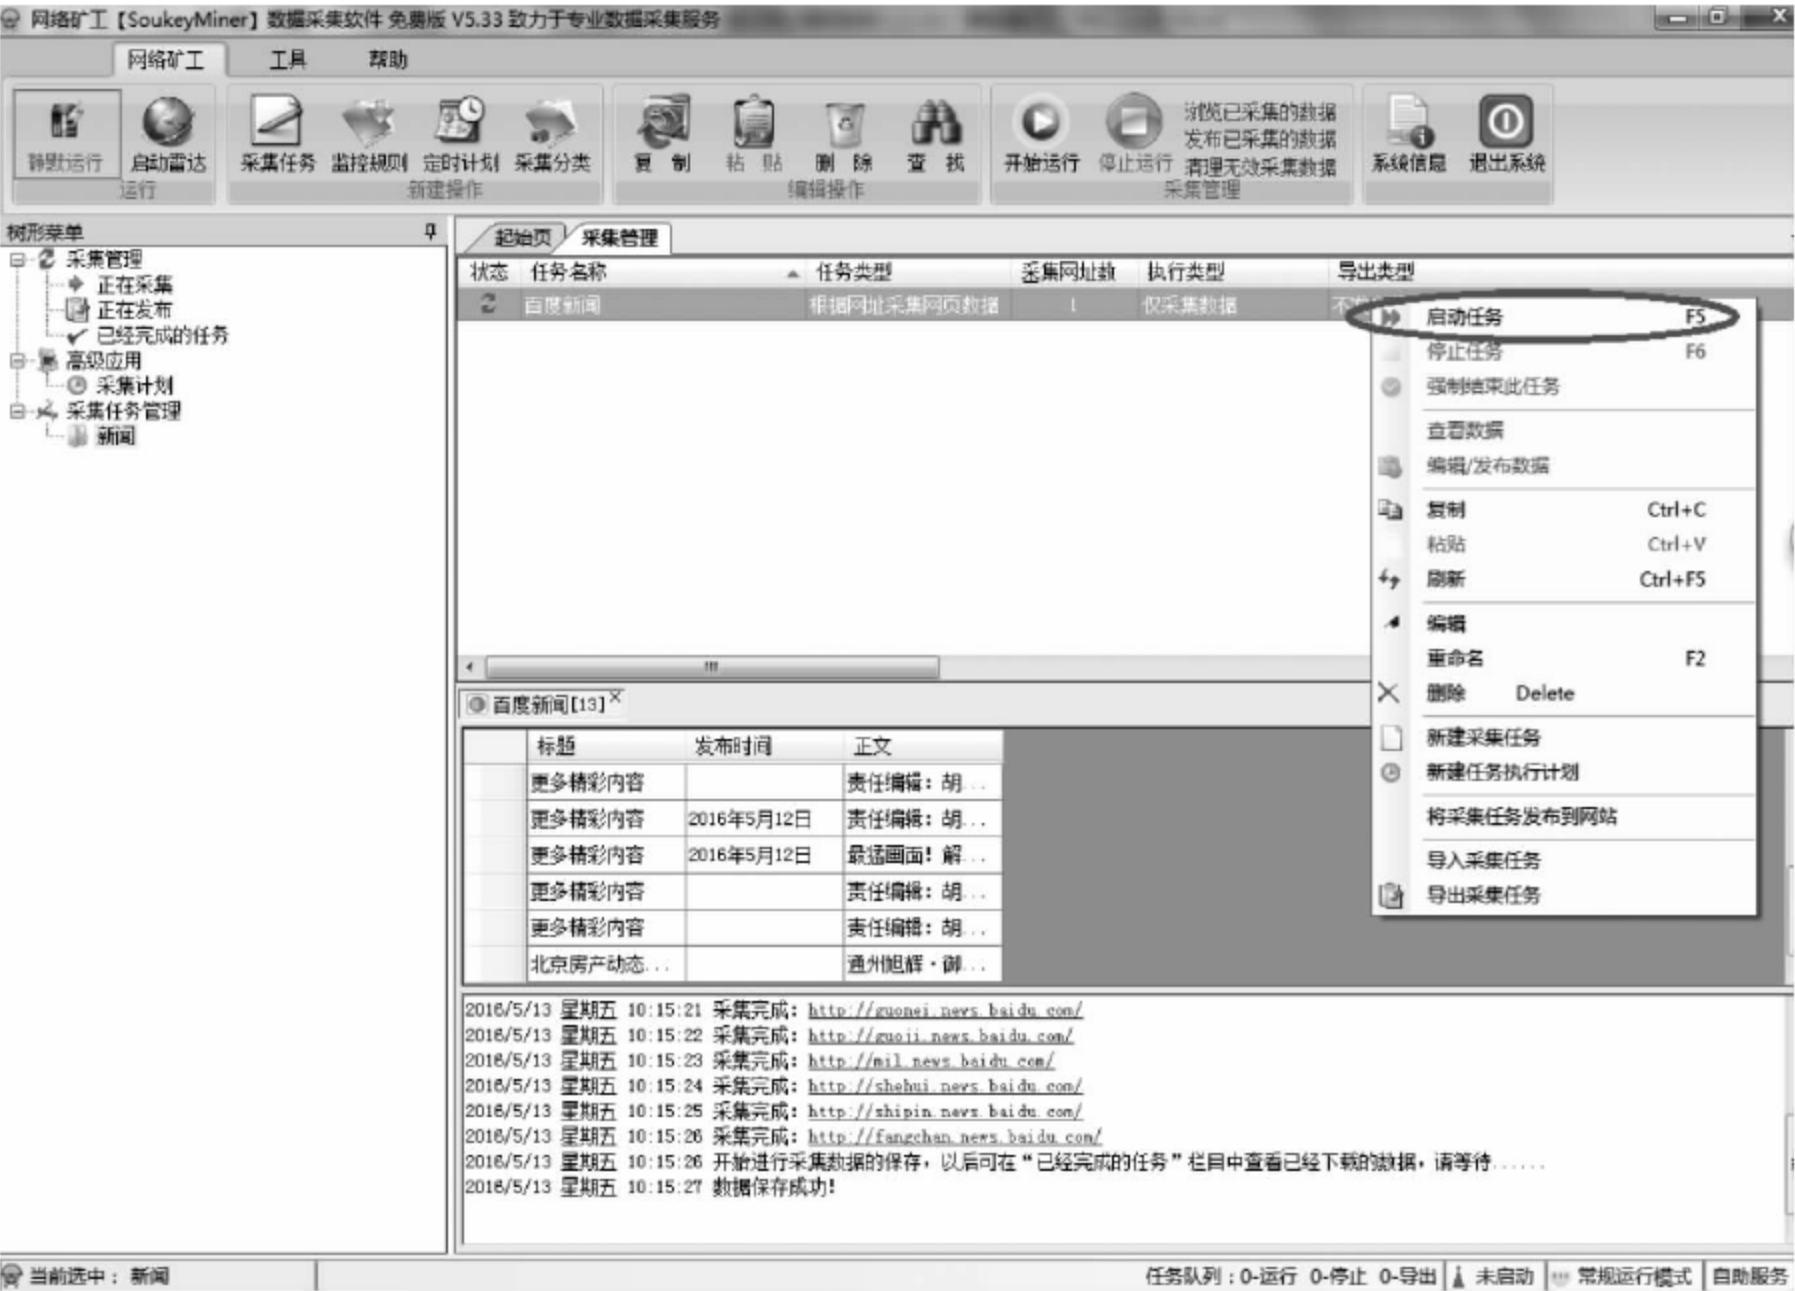 网络矿工【SoukeyMiner】数据采集软件 免费版 V5.33 致力于专业数据采集服务
网络矿工 工具 帮助
静默运行 启动雷达 采集任务 监控规则 定时计划 采集分类 复 制 粘 贴 删 除 查 找 开始运行 停止运行 浏览已采集的数据 发布已采集的数据 清理无效采集数据 系统信息 退出系统
运行 新建操作 编辑操作 采集管理
树形菜单
采集管理
正在采集
正在发布
已经完成的任务
高级应用
采集计划
采集任务管理
新闻
起始页 采集管理
状态 任务名称 任务类型 采集网址数 执行类型 导出类型
百度新闻 根据网址采集网页数据 1 仅采集数据
启动任务 F5
停止任务 F6
强制结束此任务
查看数据
编辑/发布数据
复制 Ctrl+C
粘贴 Ctrl+V
刷新 Ctrl+F5
编辑
重命名 F2
删除 Delete
新建采集任务
新建任务执行计划
将采集任务发布到网站
导入采集任务
导出采集任务
百度新闻[13]
标题 发布时间 正文
更多精彩内容 责任编辑：胡...
更多精彩内容 2016年5月12日 责任编辑：胡...
更多精彩内容 2016年5月12日 最猛画面！解...
更多精彩内容 责任编辑：胡...
更多精彩内容 责任编辑：胡...
北京房产动态... 通州旭辉·御...
2016/5/13 星期五 10:15:21 采集完成：http://guonei.news.baidu.com/
2016/5/13 星期五 10:15:22 采集完成：http://guoji.news.baidu.com/
2016/5/13 星期五 10:15:23 采集完成：http://mil.news.baidu.com/
2016/5/13 星期五 10:15:24 采集完成：http://shehui.news.baidu.com/
2016/5/13 星期五 10:15:25 采集完成：http://shipin.news.baidu.com/
2016/5/13 星期五 10:15:26 采集完成：http://fangchan.news.baidu.com/
2016/5/13 星期五 10:15:26 开始进行采集数据的保存，以后可在“已经完成的任务”栏目中查看已经下载的数据，请等待......
2016/5/13 星期五 10:15:27 数据保存成功！
当前选中：新闻 任务队列：0-运行 0-停止 0-导出 未启动 常规运行模式 自助服务